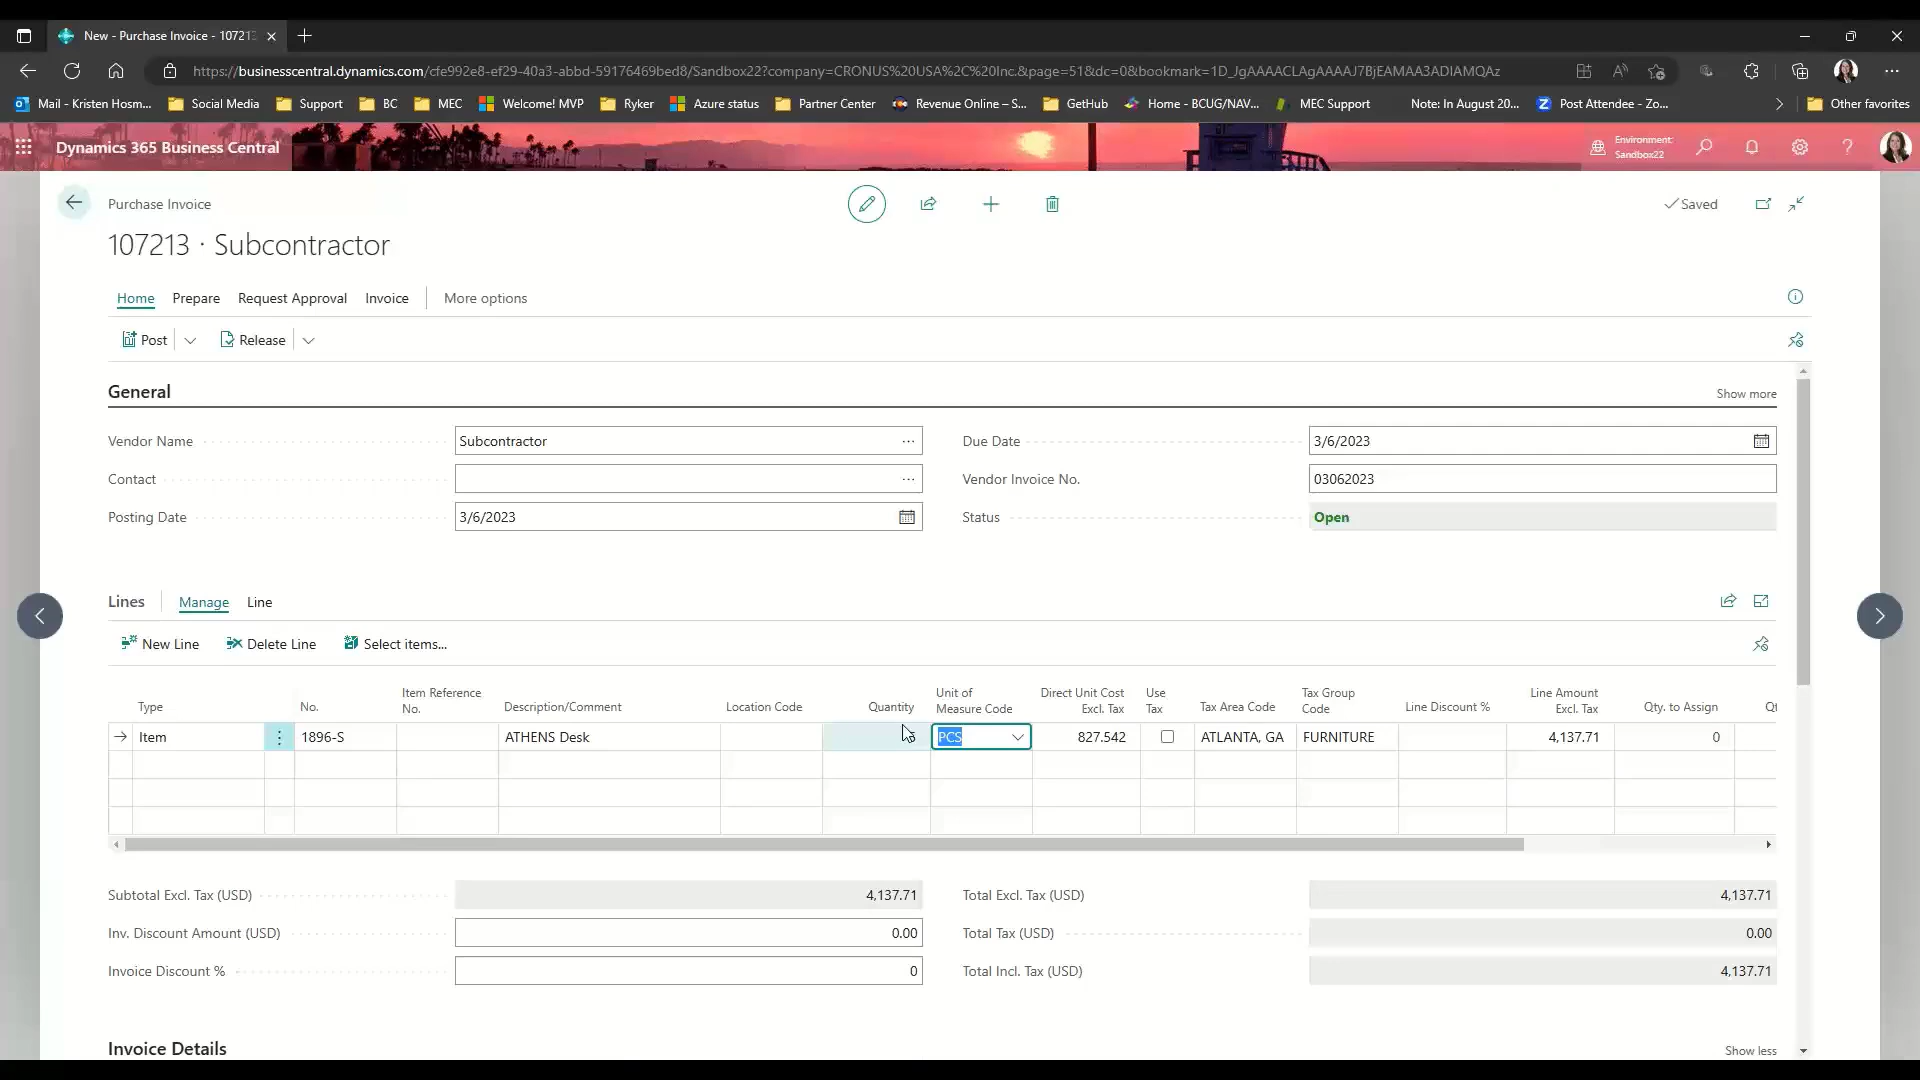 New - Purchase Invoice - 10721
https://businesscentral.dynamics.com/cfe992e8-ef29-40a3-abbd-59176469bed8/Sandbox22?company=CRONUS%20USA%2C%20Inc.&page=51&dc=0&bookmark=1D_JgAAAACLAgAAAAJ7BjEAMAA3ADIAMQAz
Mail - Kristen Hosm...
Social Media
Support
BC
MEC
Welcome! MVP
Ryker
Azure status
Partner Center
Revenue Online – S...
GetHub
Home - BCUG/NAV...
MEC Support
Note: In August 20...
Post Attendee - Zo...
Other favorites
Dynamics 365 Business Central
Environment:
Sandbox22
Purchase Invoice
Saved
107213 · Subcontractor
Home Prepare Request Approval Invoice More options
Post Release
General
Show more
Vendor Name Subcontractor
Due Date 3/6/2023
Contact
Vendor Invoice No. 03062023
Posting Date 3/6/2023
Status Open
Lines Manage Line
New Line Delete Line Select items...
Type
No.
Item Reference
No.
Description/Comment
Location Code
Quantity
Unit of
Measure Code
Direct Unit Cost
Excl. Tax
Use
Tax
Tax Area Code
Tax Group
Code
Line Discount %
Line Amount
Excl. Tax
Qty. to Assign
Item 1896-S ATHENS Desk PCS 827.542 ATLANTA, GA FURNITURE 4,137.71 0
Subtotal Excl. Tax (USD) 4,137.71
Total Excl. Tax (USD) 4,137.71
Inv. Discount Amount (USD) 0.00
Total Tax (USD) 0.00
Invoice Discount % 0
Total Incl. Tax (USD) 4,137.71
Invoice Details
Show less